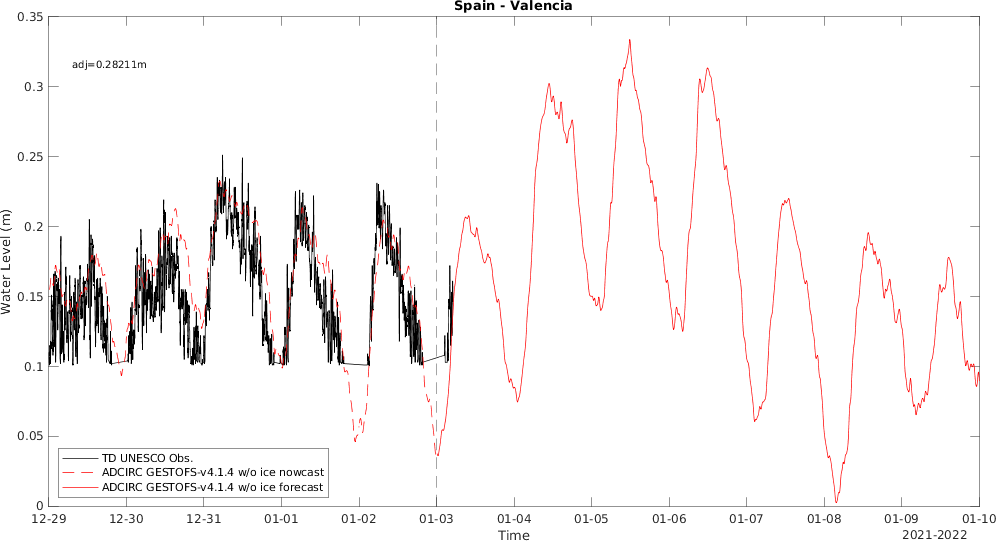 Spain - Valencia
0.35
adj=0.28211m
0.3
0.25
0.2
0.15
0.1
0.05
0
Water Level (m)
TD UNESCO Obs.
ADCIRC GESTOFS-v4.1.4 w/o ice nowcast
ADCIRC GESTOFS-v4.1.4 w/o ice forecast
12-29 12-30 12-31 01-01 01-02 01-03 01-04 01-05 01-06 01-07 01-08 01-09 01-10
Time
2021-2022